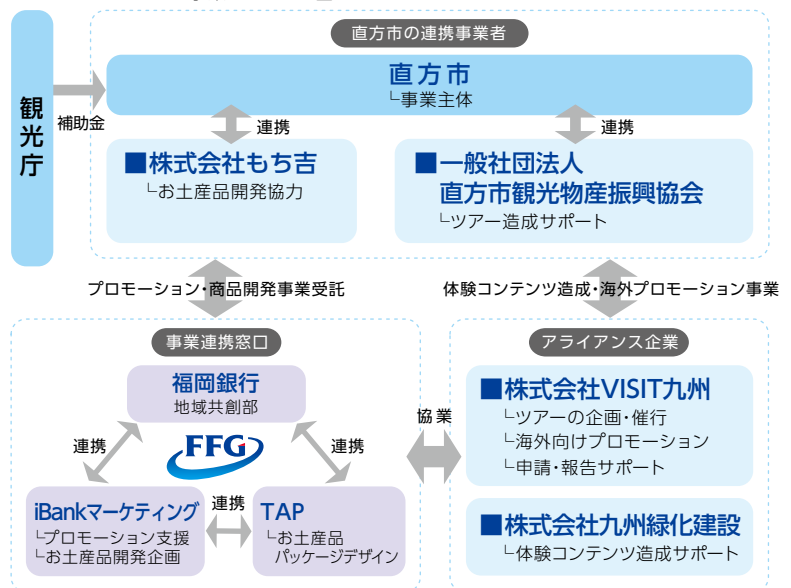 直方市の連携事業者
観光庁
補助金
直方市
└事業主体
連携
連携
■株式会社もち吉
└お土産品開発協力
■一般社団法人
直方市観光物産振興協会
└ツアー造成サポート
プロモーション・商品開発事業受託
体験コンテンツ造成・海外プロモーション事業
事業連携窓口
福岡銀行
地域共創部
連携
FFG
連携
iBankマーケティング
└プロモーション支援
└お土産品開発企画
連携
TAP
└お土産品
パッケージデザイン
協業
アライアンス企業
■株式会社VISIT九州
└ツアーの企画・催行
└海外向けプロモーション
└申請・報告サポート
■株式会社九州緑化建設
└体験コンテンツ造成サポート